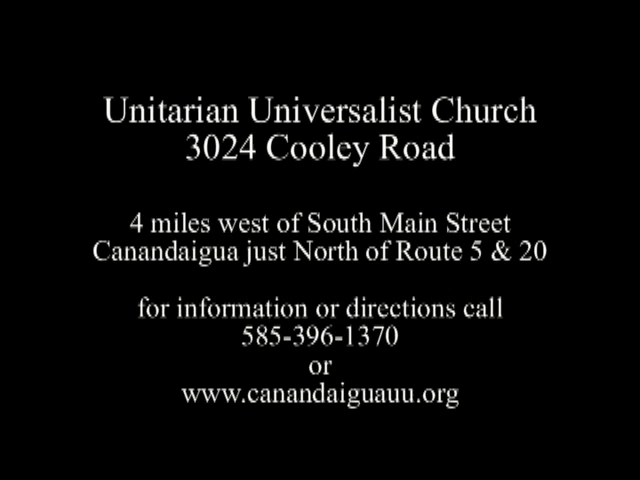 Unitarian Universalist Church
3024 Cooley Road
4 miles west of South Main Street
Canandaigua just North of Route 5 & 20
for information or directions call
585-396-1370
or
www.canandaiguauu.org